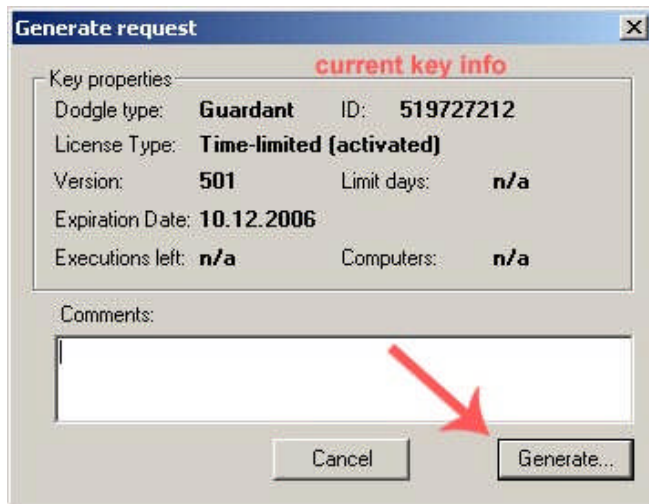 Generate request
current key info
Key properties
Dodgle type: Guardant ID: 519727212
License Type: Time-limited (activated)
Version: 501 Limit days: n/a
Expiration Date: 10.12.2006
Executions left: n/a Computers: n/a
Comments:
Cancel Generate...